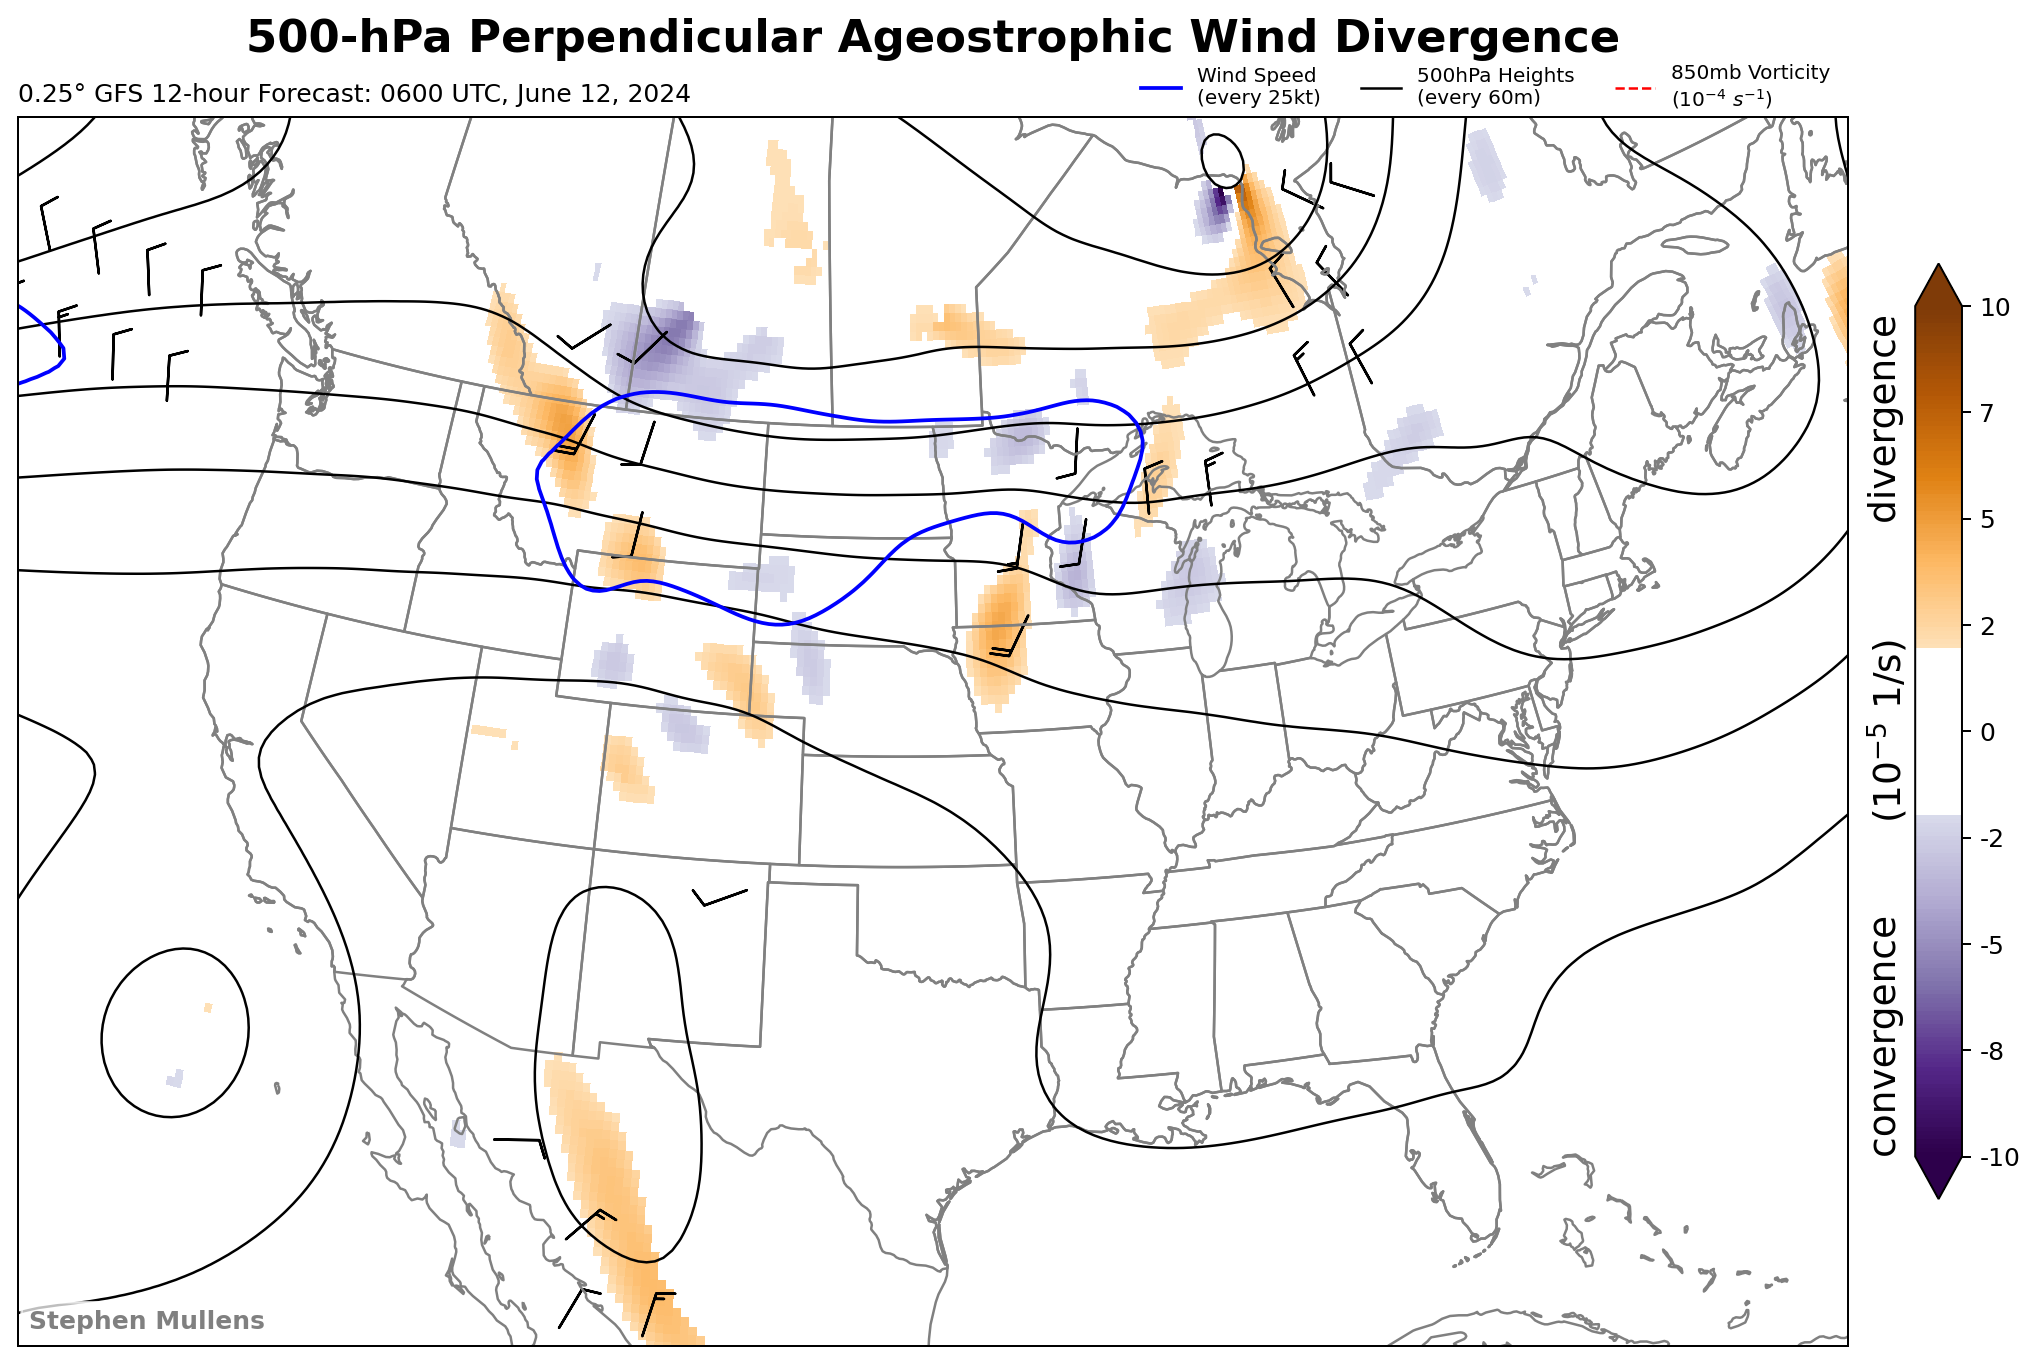 500-hPa Perpendicular Ageostrophic Wind Divergence
0.25° GFS 12-hour Forecast: 0600 UTC, June 12, 2024
Wind Speed
(every 25kt)
500hPa Heights
(every 60m)
850mb Vorticity
(10⁻⁴ s⁻¹)
10
7
5
2
0
-2
-5
-8
-10
convergence (10⁻⁵ 1/s) divergence
Stephen Mullens